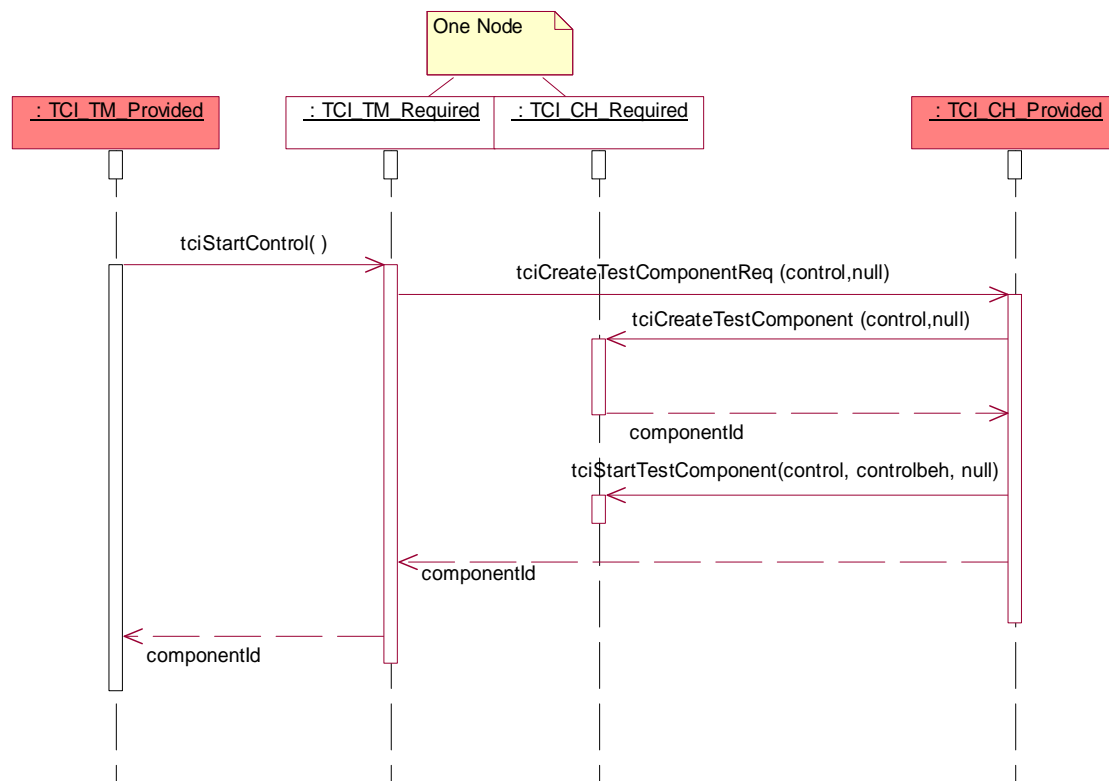 One Node
: TCI_TM_Provided
: TCI_TM_Required
: TCI_CH_Required
: TCI_CH_Provided
tciStartControl( )
tciCreateTestComponentReq (control,null)
tciCreateTestComponent (control,null)
componentId
tciStartTestComponent(control, controlbeh, null)
componentId
componentId